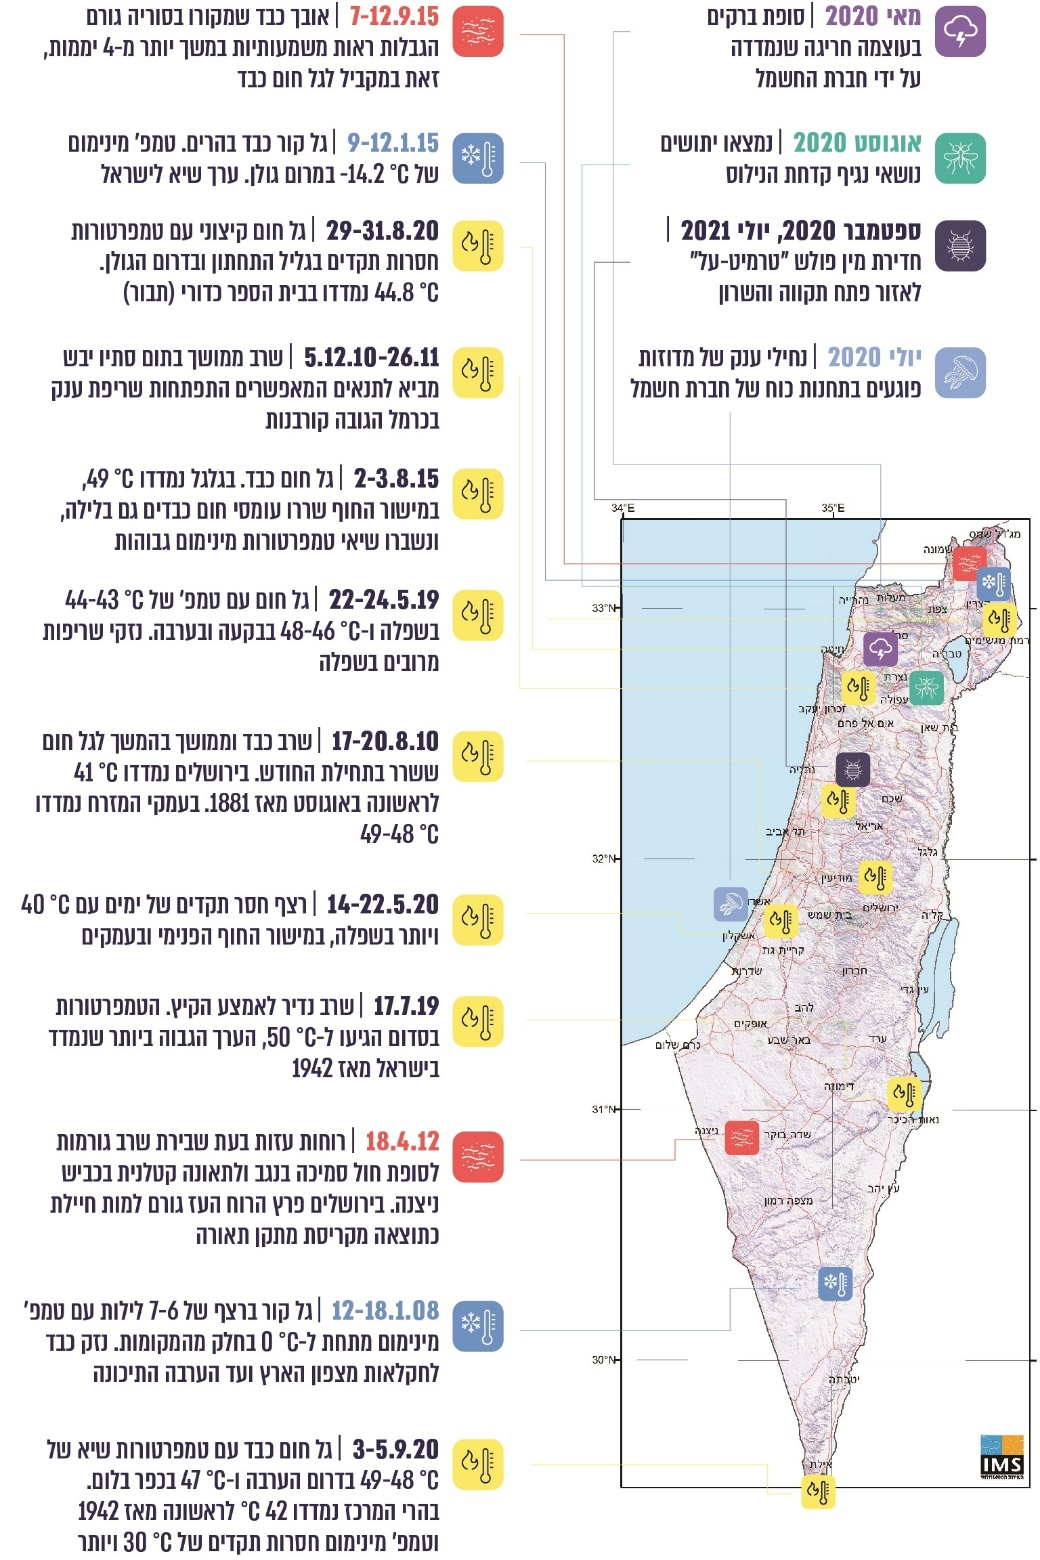 מאי 2020 | סופת ברקים
בעוצמה חריגה שנמדדה
על ידי חברת החשמל
אוגוסט 2020 | נמצאו יתושים
נושאי נגיף קדחת הנילוס
ספטמבר 2020, יולי 2021 |
חדירת מין פולש "טרמיט-על"
לאזור פתח תקווה והשרון
יולי 2020 | נחילי ענק של מדוזות
פוגעים בתחנות כוח של חברת חשמל
7-12.9.15 | אובך כבד שמקורו בסוריה גורם
הגבלות ראות משמעותיות במשך יותר מ-4 יממות,
זאת במקביל לגל חום כבד
9-12.1.15 | גל קור כבד בהרים. טמפ' מינימום
של 14.2 °C- במרום גולן. ערך שיא לישראל
29-31.8.20 | גל חום קיצוני עם טמפרטורות
חסרות תקדים בגליל התחתון ובדרום הגולן.
44.8 °C נמדדו בבית הספר כדורי (תבור)
5.12.10-26.11 | שרב ממושך בתום סתיו יבש
מביא לתנאים המאפשרים התפתחות שריפת ענק
בכרמל הגובה קורבנות
2-3.8.15 | גל חום כבד. בגלגל נמדדו 49 °C,
במישור החוף שררו עומסי חום כבדים גם בלילה,
ונשברו שיאי טמפרטורות מינימום גבוהות
22-24.5.19 | גל חום עם טמפ' של 44-43 °C
בשפלה ו-48-46 °C בבקעה ובערבה. נזקי שריפות
מרובים בשפלה
17-20.8.10 | שרב כבד וממושך בהמשך לגל חום
ששרר בתחילת החודש. בירושלים נמדדו 41 °C
לראשונה באוגוסט מאז 1881. בעמקי המזרח נמדדו
49-48 °C
14-22.5.20 | רצף חסר תקדים של ימים עם 40 °C
ויותר בשפלה, במישור החוף הפנימי ובעמקים
17.7.19 | שרב נדיר לאמצע הקיץ. הטמפרטורות
בסדום הגיעו ל-50 °C, הערך הגבוה ביותר שנמדד
בישראל מאז 1942
18.4.12 | רוחות עזות בעת שבירת שרב גורמות
לסופת חול סמיכה בנגב ולתאונה קטלנית בכביש
ניצנה. בירושלים פרץ הרוח העז גורם למות חיילת
כתוצאה מקריסת מתקן תאורה
12-18.1.08 | גל קור ברצף של 7-6 לילות עם טמפ'
מינימום מתחת ל-0 °C בחלק מהמקומות. נזק כבד
לחקלאות מצפון הארץ ועד הערבה התיכונה
3-5.9.20 | גל חום כבד עם טמפרטורות שיא של
49-48 °C בדרום הערבה ו-47 °C בכפר בלום.
בהרי המרכז נמדדו 42 °C לראשונה מאז 1942
וטמפ' מינימום חסרות תקדים של 30 °C ויותר
34°E
35°E
מג'דל שמס
שמונה
33°N
נהריה
מעלות
צפת
חיפה
טבריה
רמת מגשימים
נצרת
עפולה
זכרון יעקב
אום אל פחם
בית שאן
נתניה
שכם
תל אביב
אריאל
32°N
גלגל
מודיעין
ירושלים
בית שמש
קליה
אשקלון
קריית גת
שדרות
חברון
עין גדי
להב
אופקים
באר שבע
ערד
כרם שלום
דימונה
31°N
נאות הכיכר
ניצנה
שדה בוקר
עין יהב
מצפה רמון
30°N
יטבתה
אילת
IMS